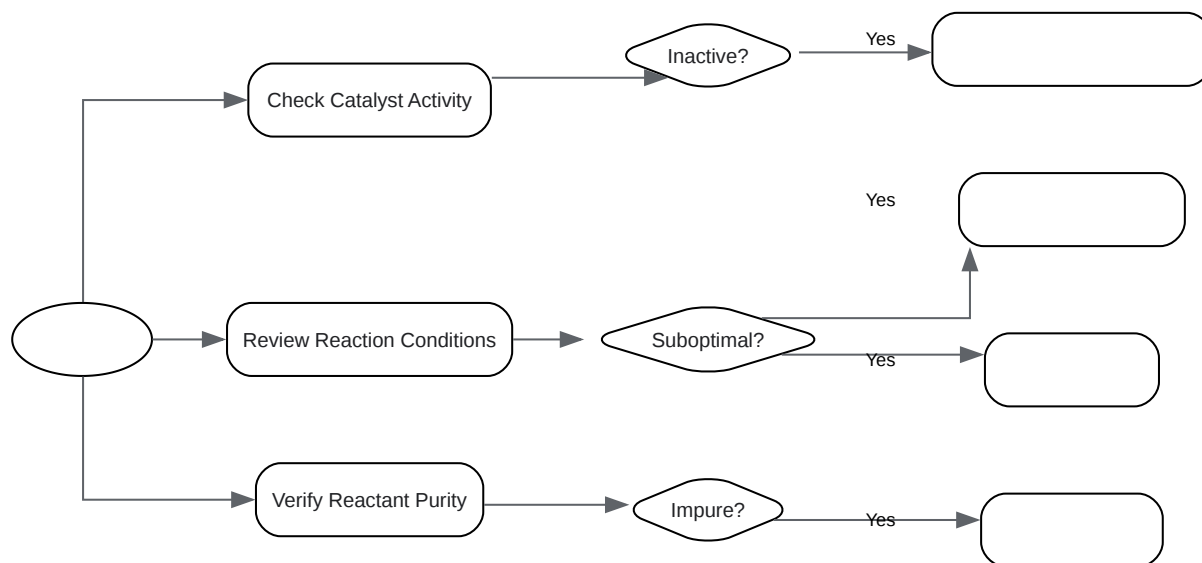 Yes
Inactive?
Check Catalyst Activity
Yes
Review Reaction Conditions
Suboptimal?
Yes
Verify Reactant Purity
Impure?
Yes